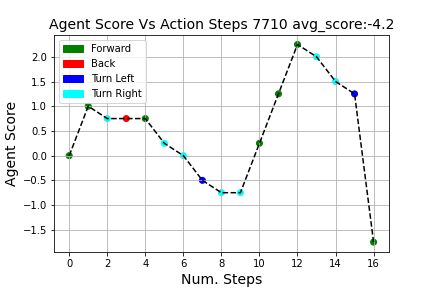 Agent Score Vs Action Steps 7710 avg_score:-4.2
Forward
Back
Turn Left
Turn Right
Agent Score
2.0
1.5
1.0
0.5
0.0
−0.5
−1.0
−1.5
0 2 4 6 8 10 12 14 16
Num. Steps